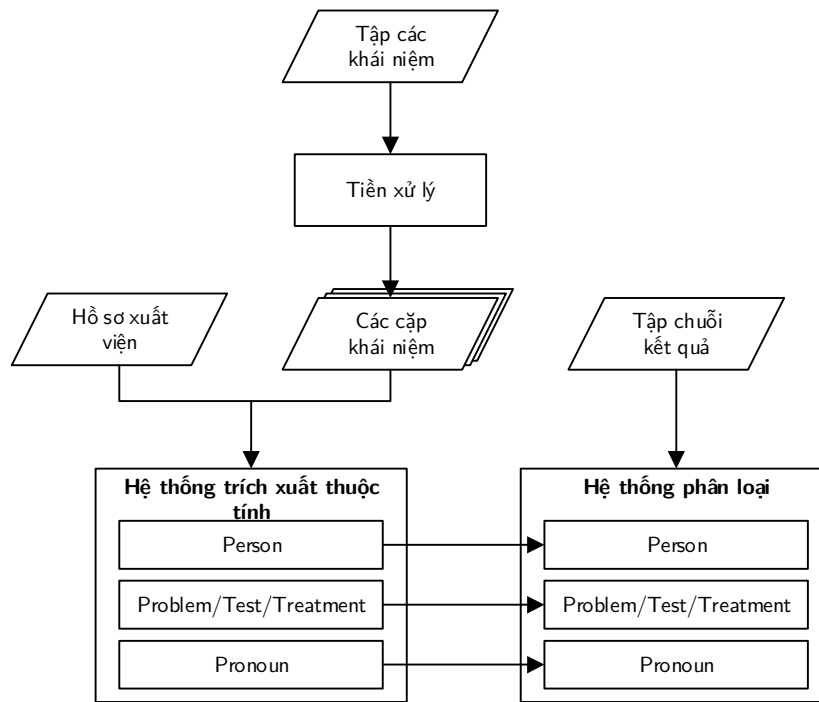 Tập các
khái niệm
Tiền xử lý
Hồ sơ xuất
viện
Các cặp
khái niệm
Tập chuỗi
kết quả
Hệ thống trích xuất thuộc
tính
Person
Problem/Test/Treatment
Pronoun
Hệ thống phân loại
Person
Problem/Test/Treatment
Pronoun